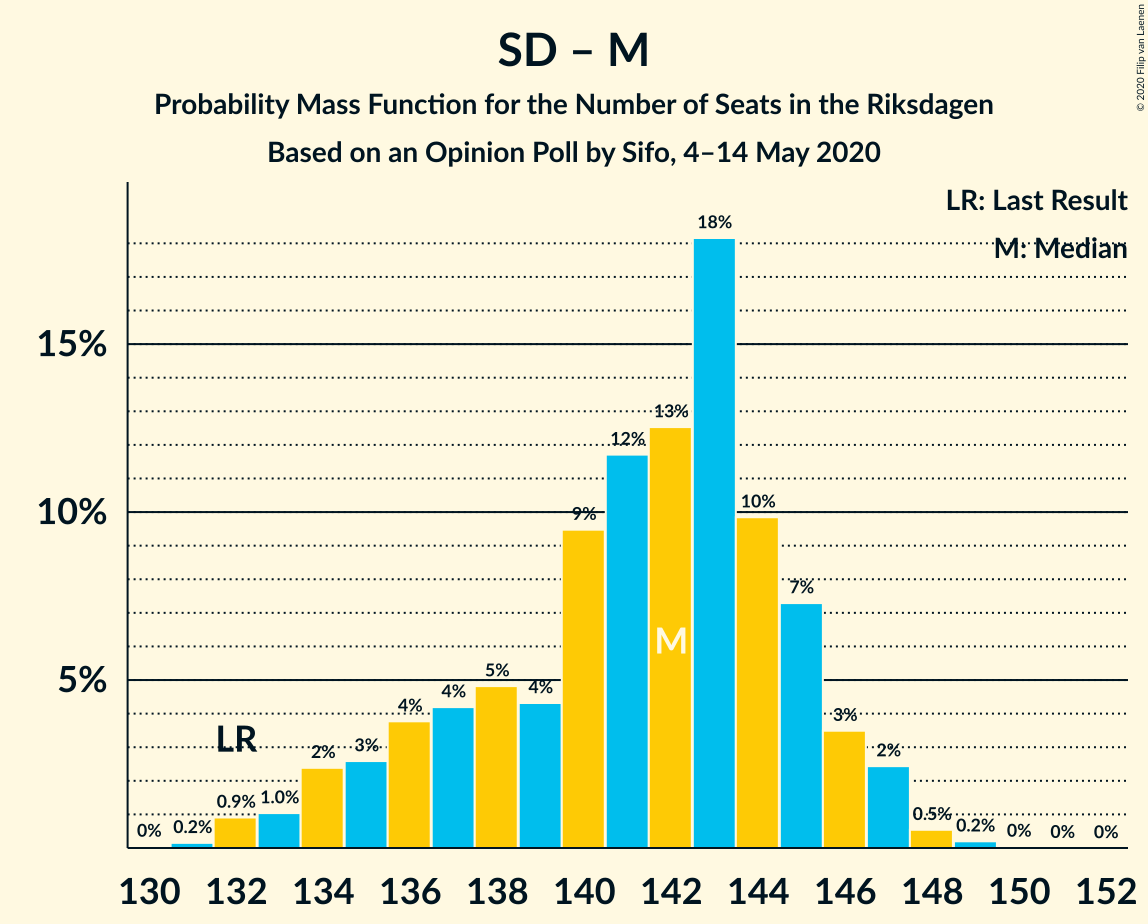 SD – M
Probability Mass Function for the Number of Seats in the Riksdagen
Based on an Opinion Poll by Sifo, 4–14 May 2020
© 2020 Filip van Laenen
LR: Last Result
M: Median
15%
10%
5%
0%
0.2%
0.9%
1.0%
2%
3%
4%
4%
5%
4%
9%
12%
13%
18%
10%
7%
3%
2%
0.5%
0.2%
0%
0%
0%
LR
M
130 132 134 136 138 140 142 144 146 148 150 152